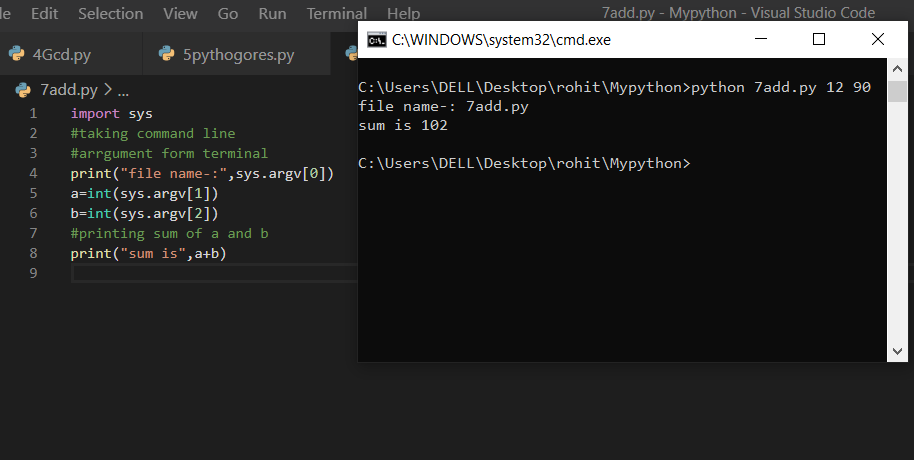 Edit Selection View Go Run Terminal Help 7add.py - Mypython - Visual Studio Code
4Gcd.py 5pythogores.py
7add.py > ...
1 import sys
2 #taking command line
3 #arrgument form terminal
4 print("file name-:",sys.argv[0])
5 a=int(sys.argv[1])
6 b=int(sys.argv[2])
7 #printing sum of a and b
8 print("sum is",a+b)
9
C:\WINDOWS\system32\cmd.exe
C:\Users\DELL\Desktop\rohit\Mypython>python 7add.py 12 90
file name-: 7add.py
sum is 102
C:\Users\DELL\Desktop\rohit\Mypython>